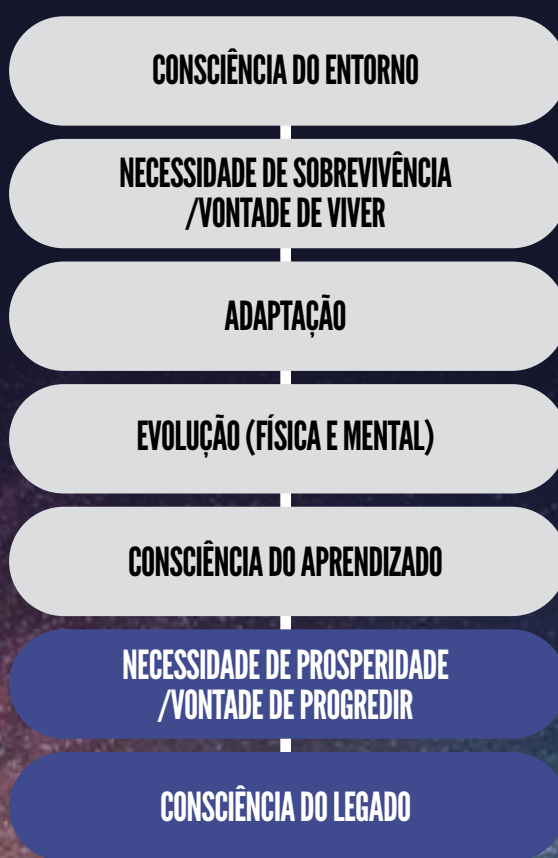 CONSCIÊNCIA DO ENTORNO
NECESSIDADE DE SOBREVIVÊNCIA
/VONTADE DE VIVER
ADAPTAÇÃO
EVOLUÇÃO (FÍSICA E MENTAL)
CONSCIÊNCIA DO APRENDIZADO
NECESSIDADE DE PROSPERIDADE
/VONTADE DE PROGREDIR
CONSCIÊNCIA DO LEGADO